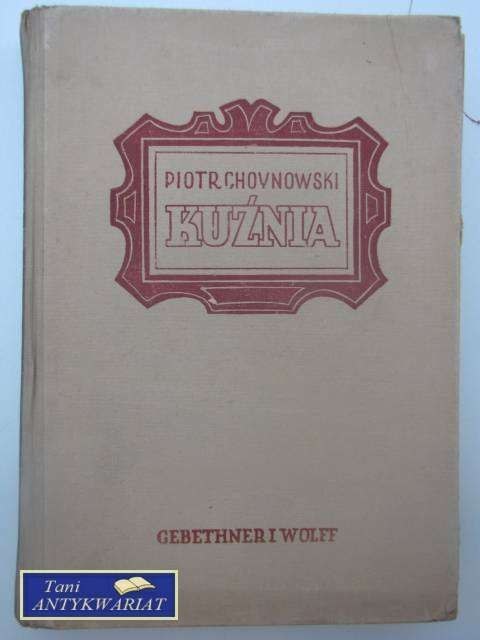 PIOTR CHOYNOWSKI
KUŹNIA
GEBETHNER I WOLFF
Tani
ANTYKWARIAT